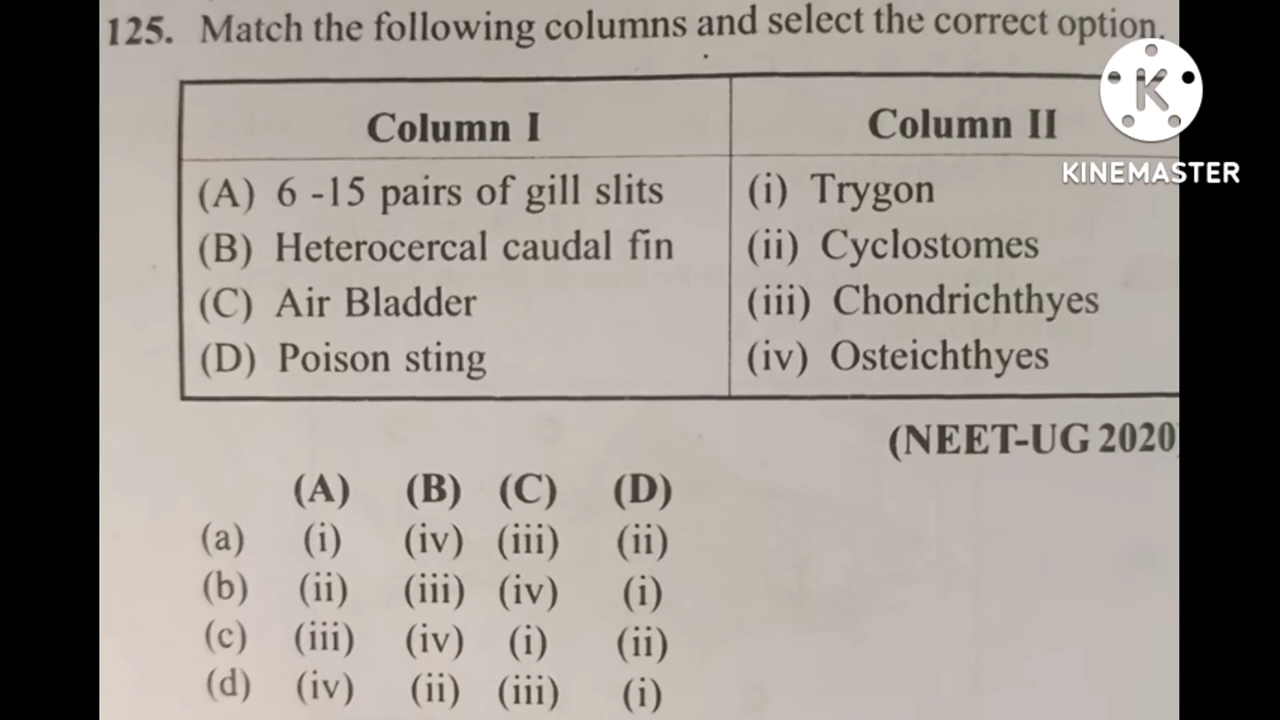 125. Match the following columns and select the correct option.
K
KINEMASTER
Column I Column II
(A) 6 -15 pairs of gill slits (i) Trygon
(B) Heterocercal caudal fin (ii) Cyclostomes
(C) Air Bladder (iii) Chondrichthyes
(D) Poison sting (iv) Osteichthyes
(NEET-UG 2020)
(A) (B) (C) (D)
(a) (i) (iv) (iii) (ii)
(b) (ii) (iii) (iv) (i)
(c) (iii) (iv) (i) (ii)
(d) (iv) (ii) (iii) (i)